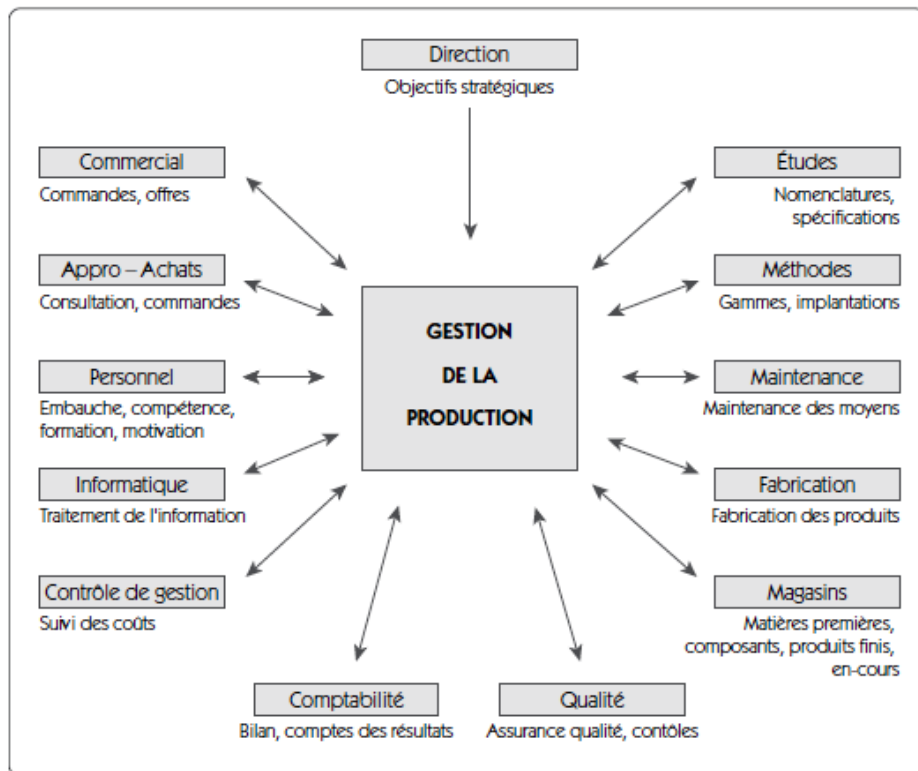 Direction
Objectifs stratégiques
Commercial
Commandes, offres
Appro – Achats
Consultation, commandes
Personnel
Embauche, compétence,
formation, motivation
Informatique
Traitement de l'information
Contrôle de gestion
Suivi des coûts
GESTION
DE LA
PRODUCTION
Études
Nomenclatures,
spécifications
Méthodes
Gammes, implantations
Maintenance
Maintenance des moyens
Fabrication
Fabrication des produits
Magasins
Matières premières,
composants, produits finis,
en-cours
Comptabilité
Bilan, comptes des résultats
Qualité
Assurance qualité, contôles